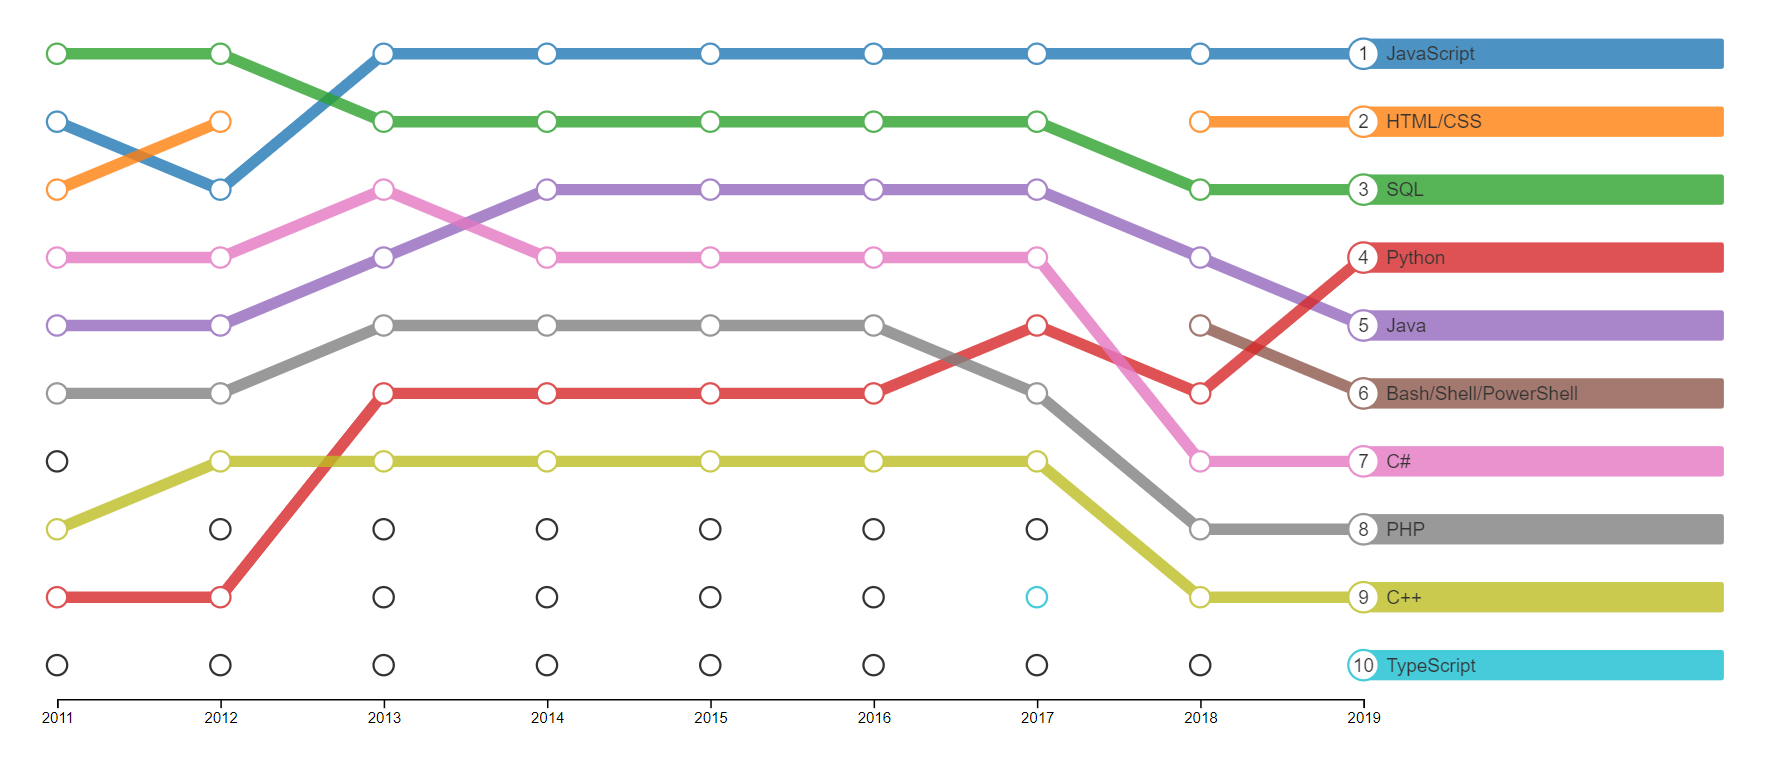 1 JavaScript
2 HTML/CSS
3 SQL
4 Python
5 Java
6 Bash/Shell/PowerShell
7 C#
8 PHP
9 C++
10 TypeScript
2011 2012 2013 2014 2015 2016 2017 2018 2019